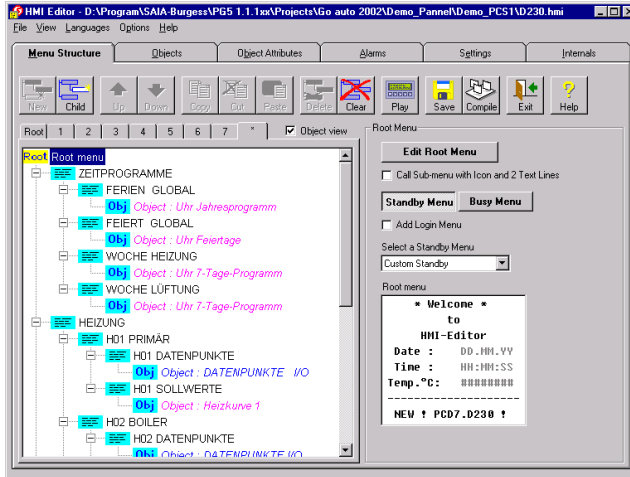 HMI Editor - D:\Program\SAIA-Burgess\PG5 1.1.1xx\Projects\Go auto 2002\Demo_Pannel\Demo_PCS1\D230.hmi
File View Languages Options Help
Menu Structure Objects Object Attributes Alarms Settings Internals
New Child Up Down Copy Cut Paste Delete Clear Play Save Compile Exit Help
Root 1 2 3 4 5 6 7 * Object view
Root Root menu
ZEITPROGRAMME
FERIEN GLOBAL
Obj Object : Uhr Jahresprogramm
FEIERT GLOBAL
Obj Object : Uhr Feiertage
WOCHE HEIZUNG
Obj Object : Uhr 7-Tage-Programm
WOCHE LÜFTUNG
Obj Object : Uhr 7-Tage-Programm
HEIZUNG
H01 PRIMÄR
H01 DATENPUNKTE
Obj Object : DATENPUNKTE I/O
H01 SOLLWERTE
Obj Object : Heizkurve 1
H02 BOILER
H02 DATENPUNKTE
Obj Object : DATENPUNKTE I/O
Root Menu
Edit Root Menu
Call Sub-menu with Icon and 2 Text Lines
Standby Menu Busy Menu
Add Login Menu
Select a Standby Menu
Custom Standby
Root menu
* Welcome *
to
HMI-Editor
Date : DD.MM.YY
Time : HH:MM:SS
Temp.°C: ########
--------------------
NEW ! PCD7.D230 !